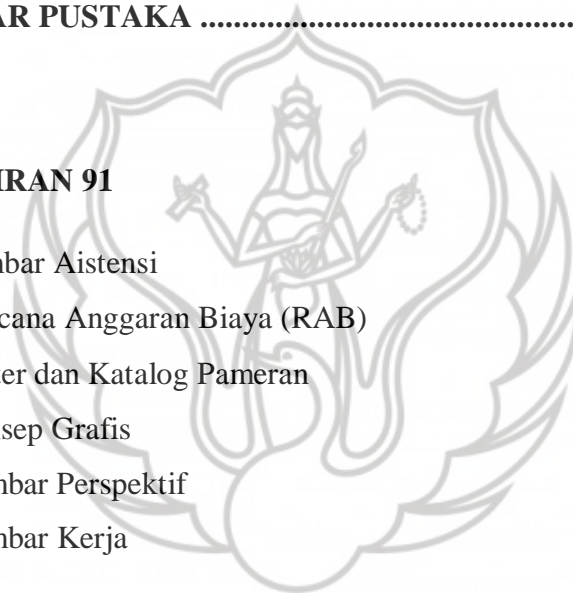 AR PUSTAKA ..............................................
IRAN 91
nbar Aistensi
cana Anggaran Biaya (RAB)
ter dan Katalog Pameran
sep Grafis
nbar Perspektif
nbar Kerja